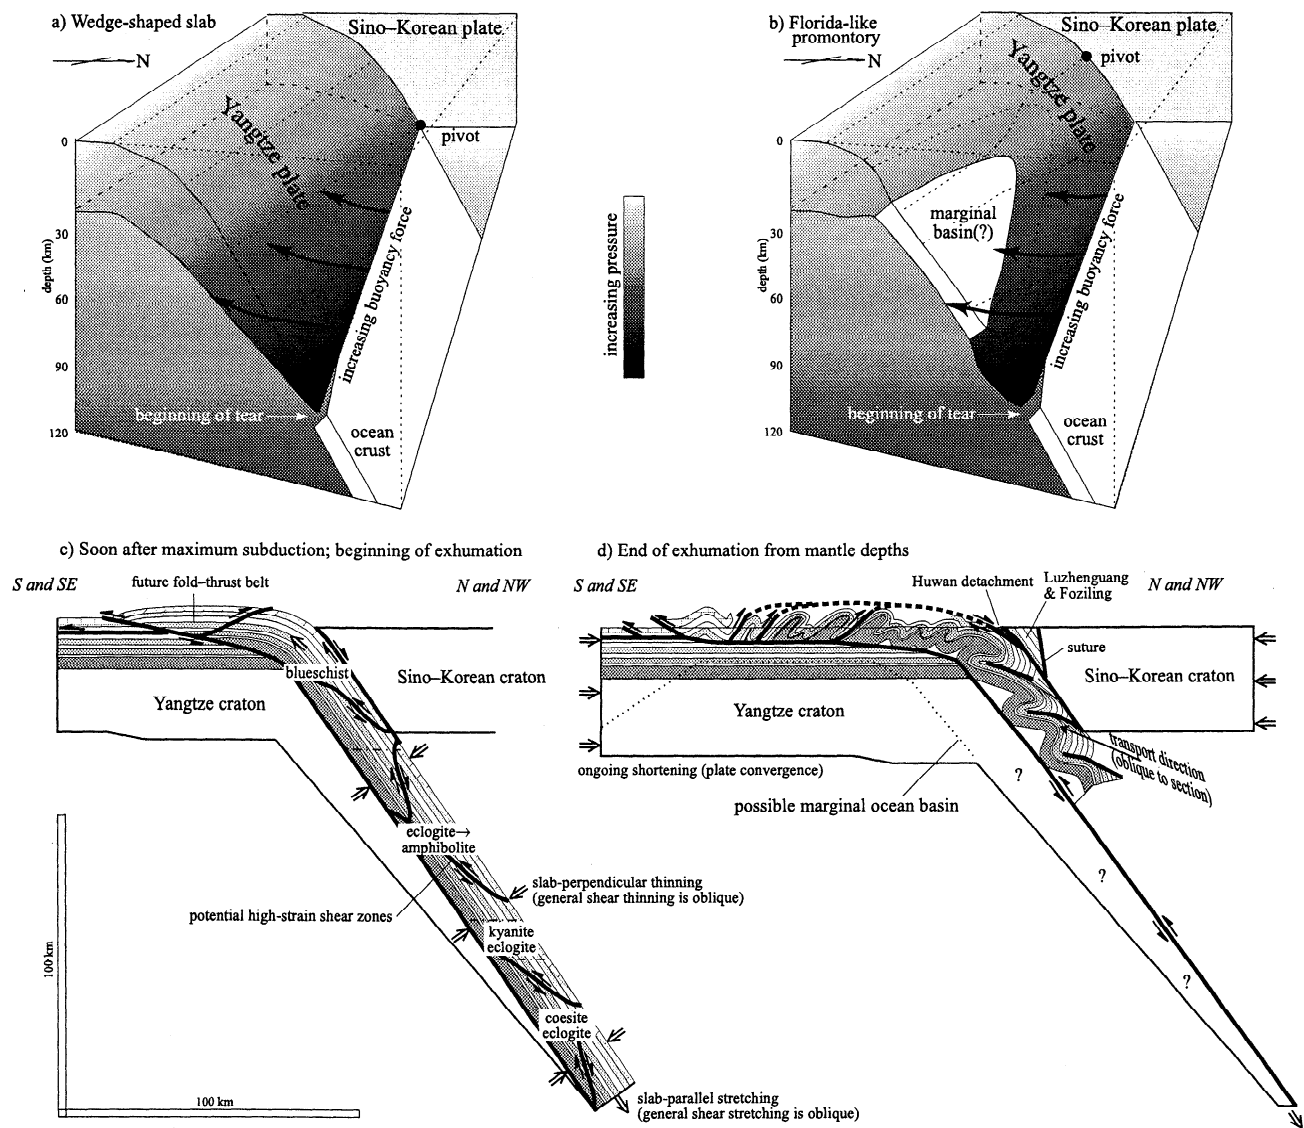 a) Wedge-shaped slab
N
Sino–Korean plate
Yangtze plate
pivot
0
30
60
90
120
depth (km)
increasing buoyancy force
beginning of tear
ocean
crust
increasing pressure
b) Florida-like
promontory
N
Sino–Korean plate
Yangtze plate
pivot
0
30
60
90
120
depth (km)
marginal
basin(?)
increasing buoyancy force
beginning of tear
ocean
crust
c) Soon after maximum subduction; beginning of exhumation
S and SE
future fold–thrust belt
N and NW
blueschist
Sino–Korean craton
Yangtze craton
eclogite→
amphibolite
slab-perpendicular thinning
(general shear thinning is oblique)
potential high-strain shear zones
kyanite
eclogite
coesite
eclogite
100 km
100 km
slab-parallel stretching
(general shear stretching is oblique)
d) End of exhumation from mantle depths
S and SE
Huwan detachment
Luzhenguang
& Foziling
N and NW
suture
Sino–Korean craton
Yangtze craton
transport direction
(oblique to section)
ongoing shortening (plate convergence)
possible marginal ocean basin
?
?
?